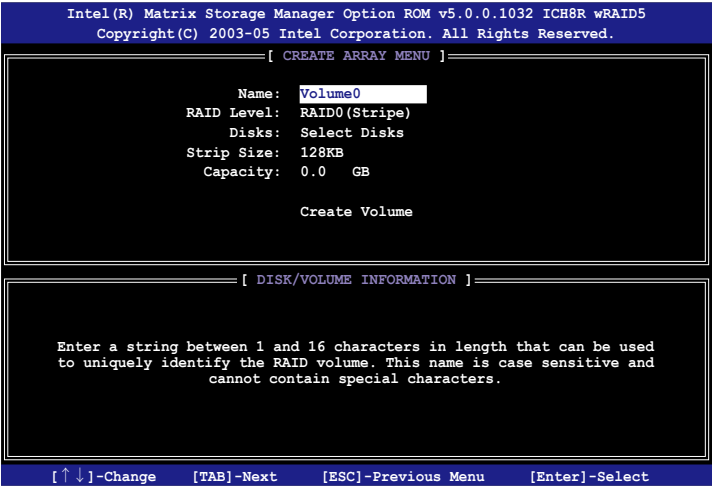 Intel(R) Matrix Storage Manager Option ROM v5.0.0.1032 ICH8R wRAID5
Copyright(C) 2003-05 Intel Corporation. All Rights Reserved.
[ CREATE ARRAY MENU ]
Name: Volume0
RAID Level: RAID0(Stripe)
Disks: Select Disks
Strip Size: 128KB
Capacity: 0.0 GB
Create Volume
[ DISK/VOLUME INFORMATION ]
Enter a string between 1 and 16 characters in length that can be used
to uniquely identify the RAID volume. This name is case sensitive and
cannot contain special characters.
[↑↓]-Change [TAB]-Next [ESC]-Previous Menu [Enter]-Select